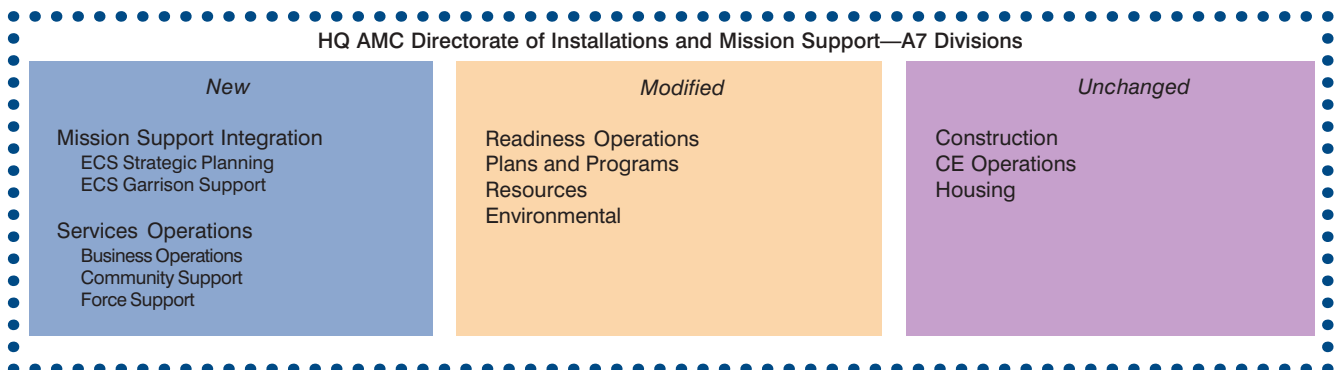 HQ AMC Directorate of Installations and Mission Support—A7 Divisions
New
Mission Support Integration
ECS Strategic Planning
ECS Garrison Support
Services Operations
Business Operations
Community Support
Force Support
Modified
Readiness Operations
Plans and Programs
Resources
Environmental
Unchanged
Construction
CE Operations
Housing